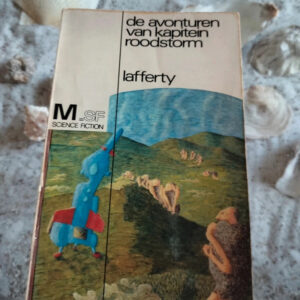 de avonturen
van kapitein
roodstorm
lafferty
M=SF
SCIENCE FICTION